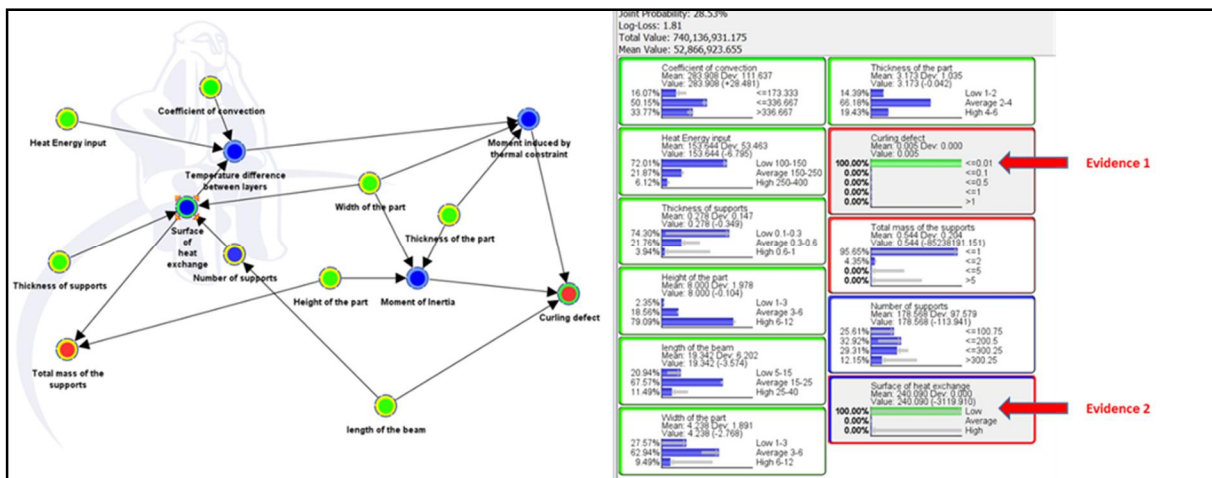 Coefficient of convection
Heat Energy input
Moment induced by
thermal constraint
Temperature difference
between layers
Width of the part
Surface
of
heat
exchange
Thickness of the part
Number of supports
Thickness of supports
Height of the part
Moment of Inertia
Curling defect
Total mass of the
supports
length of the beam
Joint Probability: 28.53%
Log-Loss: 1.81
Total Value: 740,136,931.175
Mean Value: 52,866,923.655
Coefficient of convection
Mean: 283.908 Dev: 111.637
Value: 283.908 (+28.481)
16.07% <=173.333
50.15% <=336.667
33.77% >336.667
Heat Energy input
Mean: 153.644 Dev: 53.463
Value: 153.644 (-6.795)
72.01% Low 100-150
21.87% Average 150-250
6.12% High 250-400
Thickness of supports
Mean: 0.278 Dev: 0.147
Value: 0.278 (-0.349)
74.30% Low 0.1-0.3
21.76% Average 0.3-0.6
3.94% High 0.6-1
Height of the part
Mean: 8.000 Dev: 1.978
Value: 8.000 (-0.104)
2.35% Low 1-3
18.56% Average 3-6
79.09% High 6-12
length of the beam
Mean: 19.342 Dev: 6.202
Value: 19.342 (-3.574)
20.94% Low 5-15
67.57% Average 15-25
11.49% High 25-40
Width of the part
Mean: 4.238 Dev: 1.891
Value: 4.238 (-2.768)
27.57% Low 1-3
62.94% Average 3-6
9.49% High 6-12
Thickness of the part
Mean: 3.173 Dev: 1.035
Value: 3.173 (-0.042)
14.39% Low 1-2
66.18% Average 2-4
19.43% High 4-6
Curling defect
Mean: 0.005 Dev: 0.000
Value: 0.005
100.00% <=0.01
0.00% <=0.1
0.00% <=0.5
0.00% <=1
0.00% >1
Evidence 1
Total mass of the supports
Mean: 0.544 Dev: 0.204
Value: 0.544 (-85238191.151)
95.65% <=1
4.35% <=2
0.00% <=5
0.00% >5
Number of supports
Mean: 178.568 Dev: 97.579
Value: 178.568 (-113.941)
25.61% <=100.75
32.92% <=200.5
29.31% <=300.25
12.15% >300.25
Surface of heat exchange
Mean: 240.090 Dev: 0.000
Value: 240.090 (-3119.910)
100.00% Low
0.00% Average
0.00% High
Evidence 2